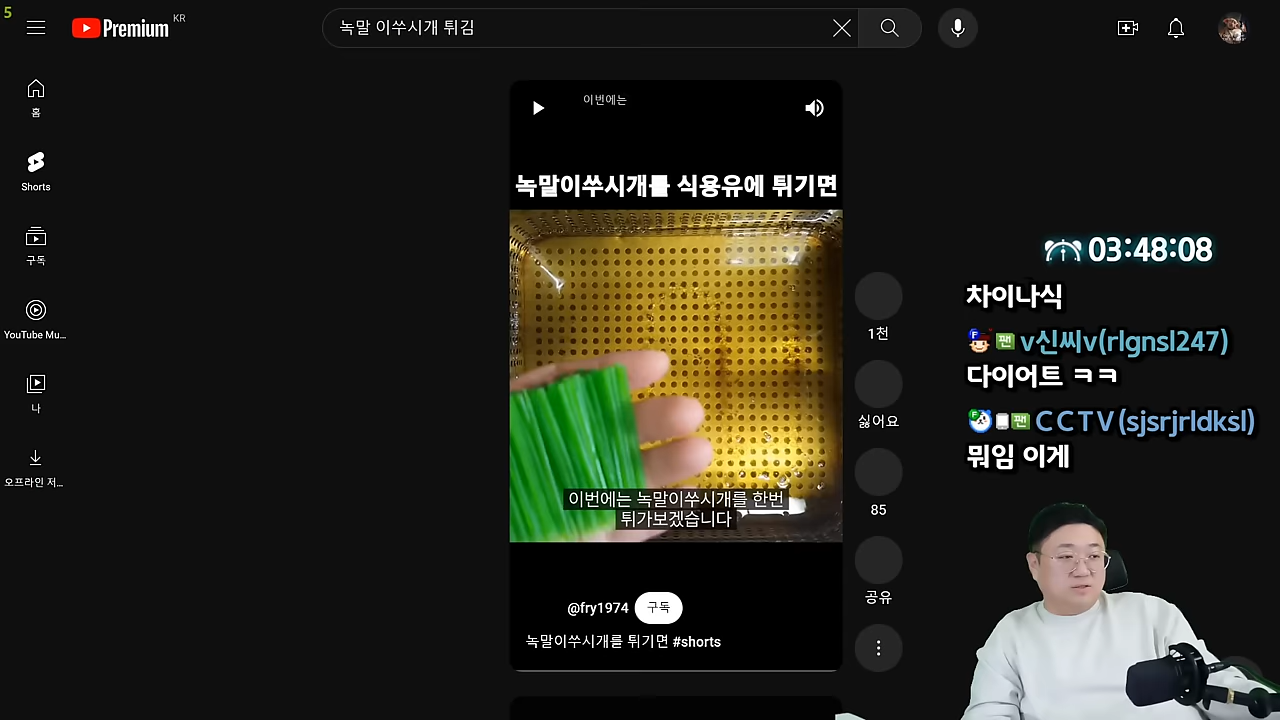 5
Premium KR
녹말 이쑤시개 튀김
홈
Shorts
구독
YouTube Mu...
나
오프라인 저...
이번에는
녹말이쑤시개를 식용유에 튀기면
이번에는 녹말이쑤시개를 한번
튀겨보겠습니다
@fry1974 구독
녹말이쑤시개를 튀기면 #shorts
1천
싫어요
85
공유
03:48:08
차이나식
F 팬 v신씨v(rlgnsl247)
다이어트 ㅋㅋ
F 팬 CCTV(sjsrjrldksl)
뭐임 이게